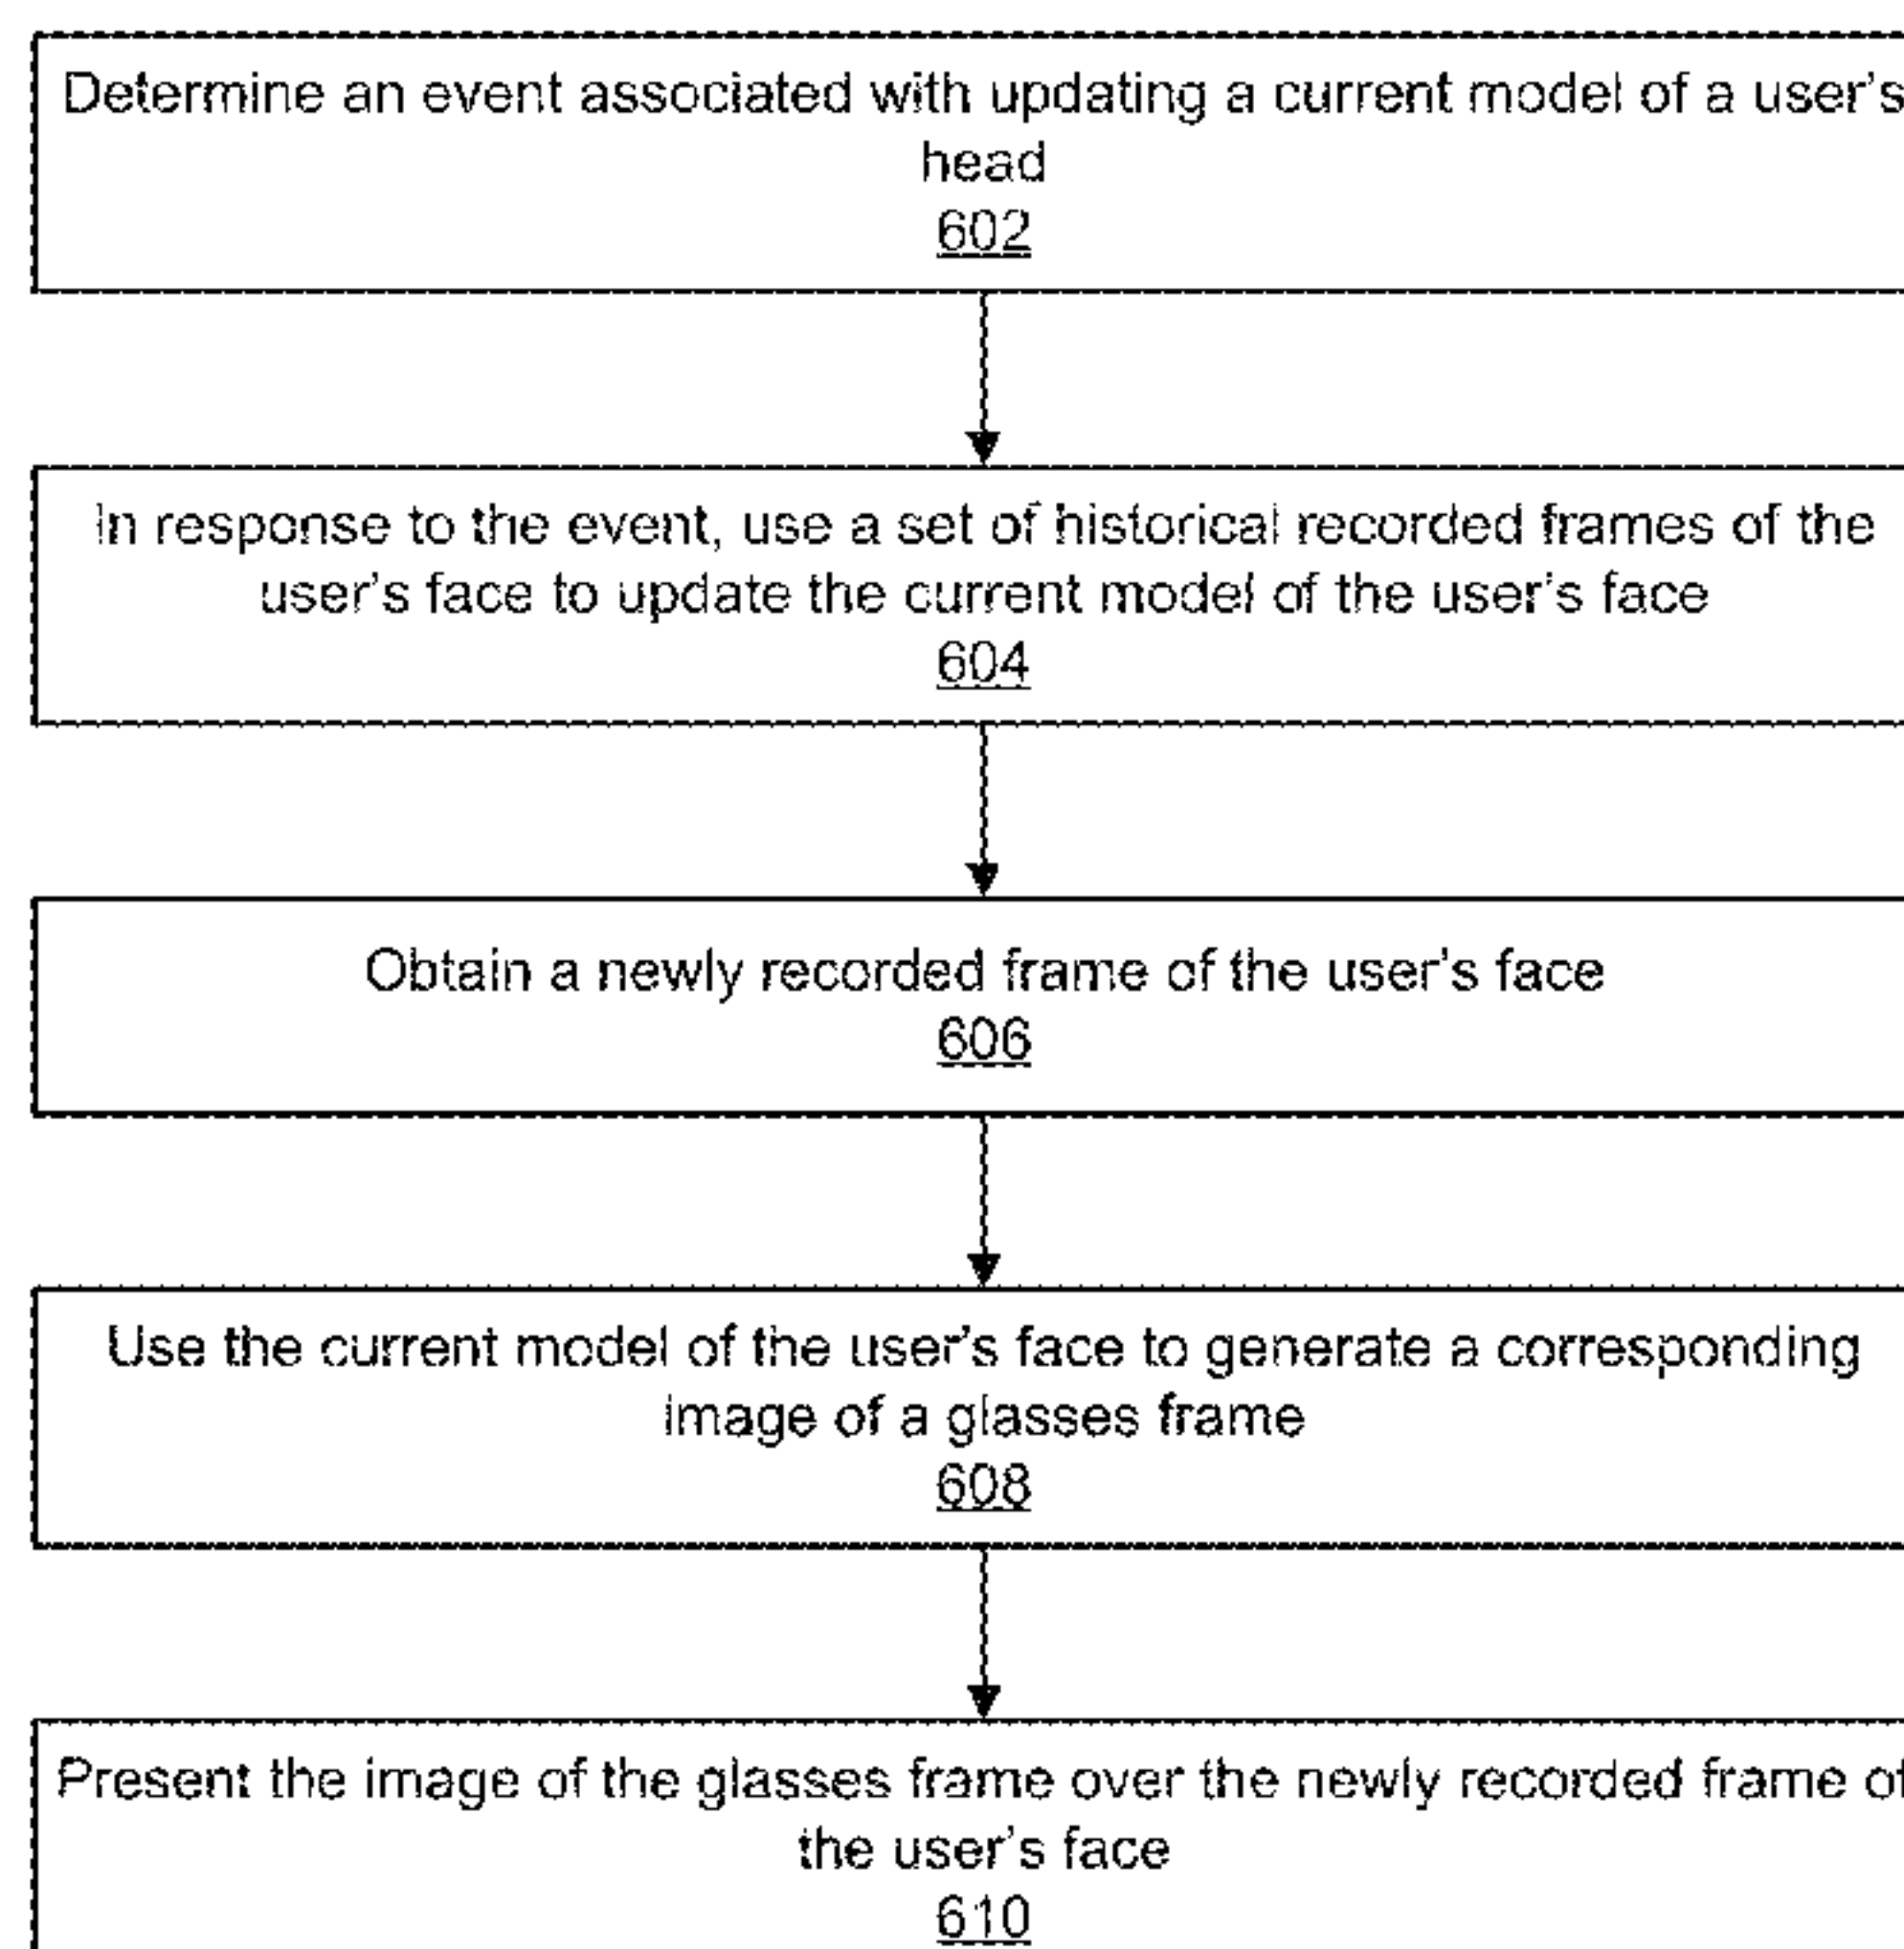 Determine an event associated with updating a current model of a user's
head
602
In response to the event, use a set of historical recorded frames of the
user's face to update the current model of the user's face
604
Obtain a newly recorded frame of the user's face
606
Use the current model of the user's face to generate a corresponding
image of a glasses frame
608
Present the image of the glasses frame over the newly recorded frame of
the user's face
610